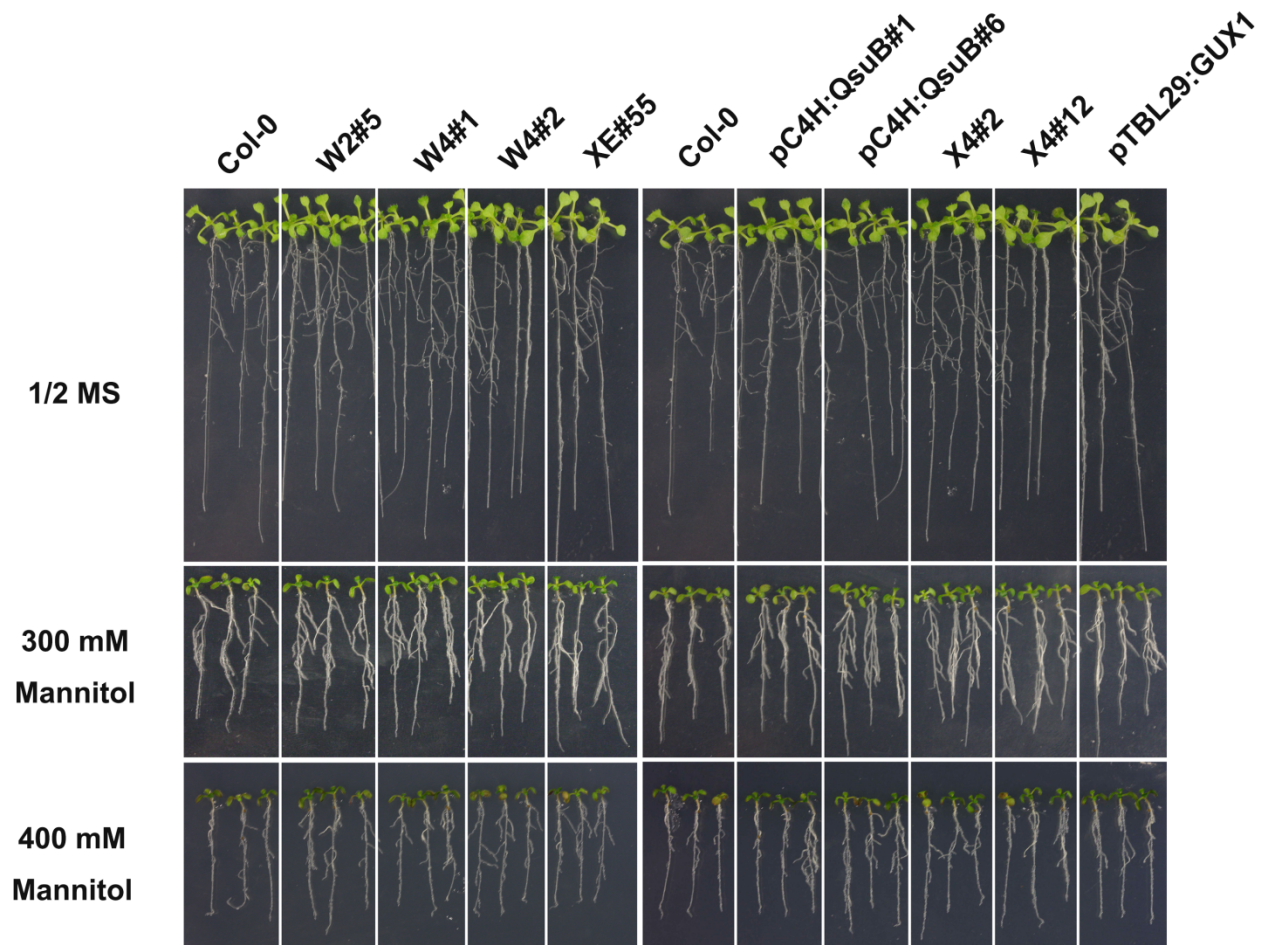 Col-0
W2#5
W4#1
W4#2
XE#55
Col-0
pC4H:QsuB#1
pC4H:QsuB#6
X4#2
X4#12
pTBL29:GUX1
1/2 MS
300 mM
Mannitol
400 mM
Mannitol